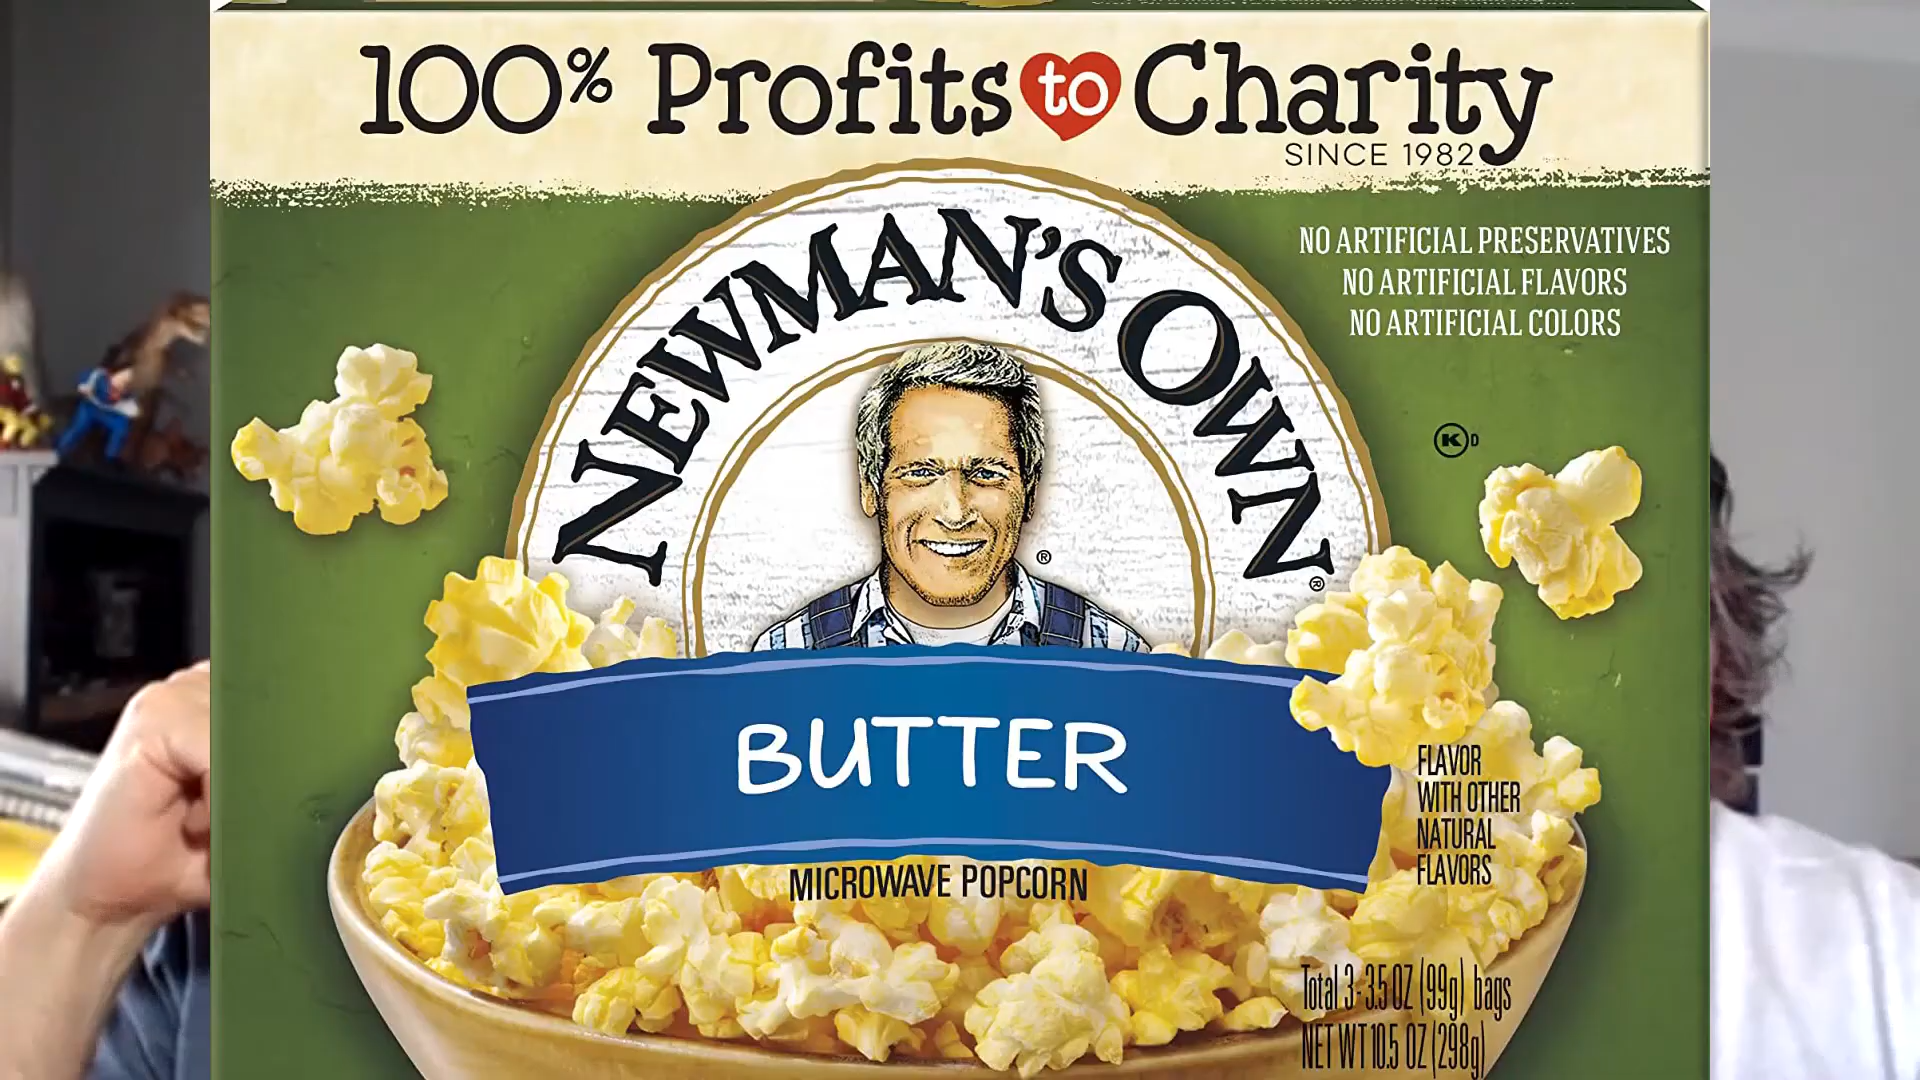 100% Profits to Charity
SINCE 1982
NEWMAN'S OWN®
®
NO ARTIFICIAL PRESERVATIVES
NO ARTIFICIAL FLAVORS
NO ARTIFICIAL COLORS
K D
BUTTER
FLAVOR
WITH OTHER
NATURAL
FLAVORS
MICROWAVE POPCORN
Total 3-3.5 OZ (99g) bags
NET WT 10.5 OZ (298g)